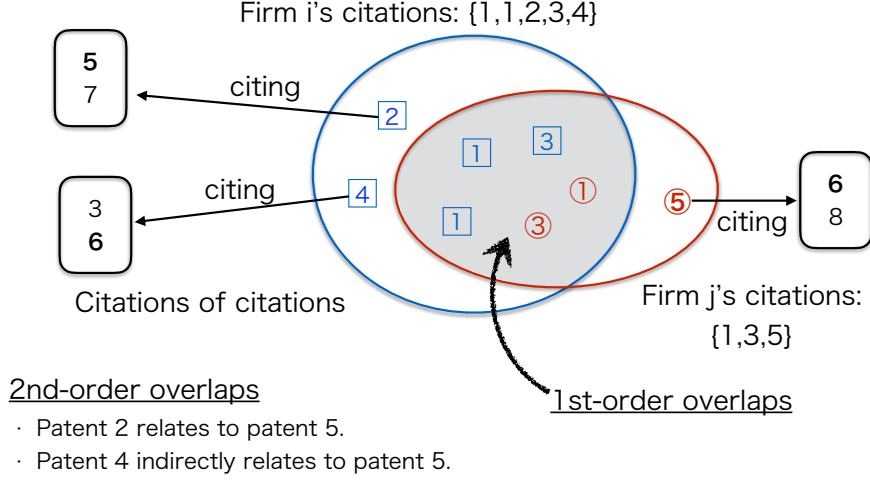 Firm i's citations: {1,1,2,3,4}
5
7
citing
2
1
3
4
citing
3
6
1
①
③
⑤
citing
6
8
Citations of citations
Firm j's citations:
{1,3,5}
2nd-order overlaps
· Patent 2 relates to patent 5.
· Patent 4 indirectly relates to patent 5.
1st-order overlaps